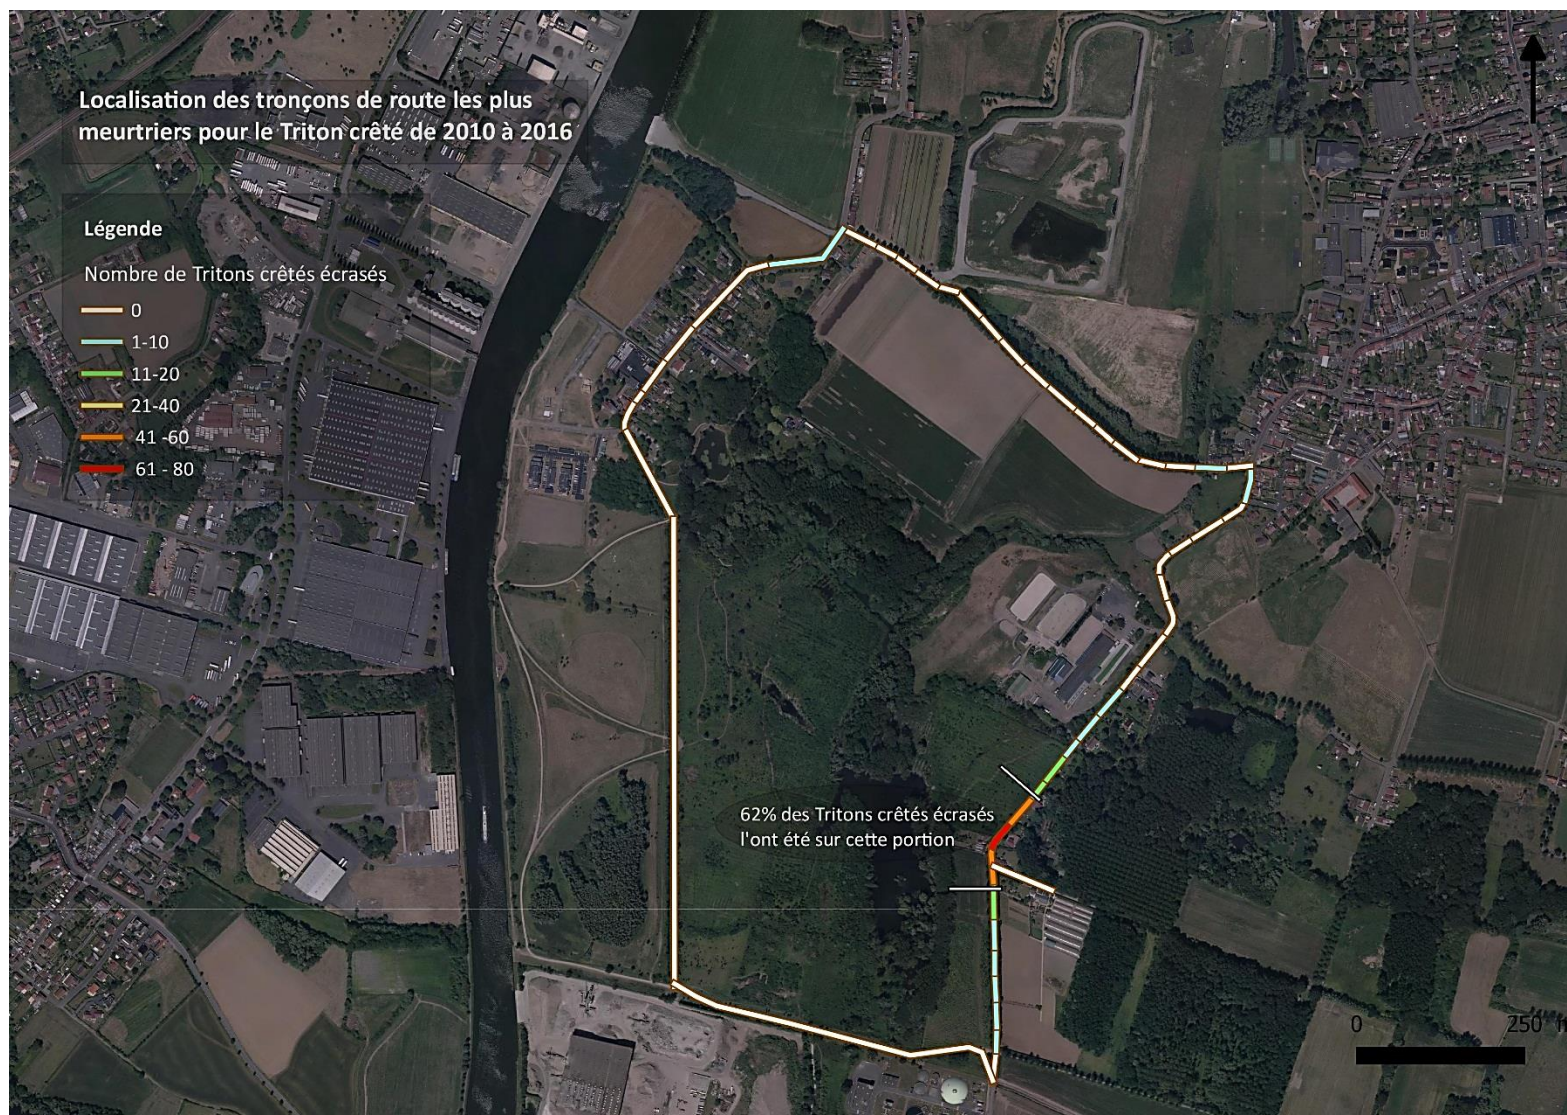 Localisation des tronçons de route les plus
meurtriers pour le Triton crêté de 2010 à 2016
Légende
Nombre de Tritons crêtés écrasés
0
1-10
11-20
21-40
41 -60
61 - 80
62% des Tritons crêtés écrasés
l'ont été sur cette portion
0 250